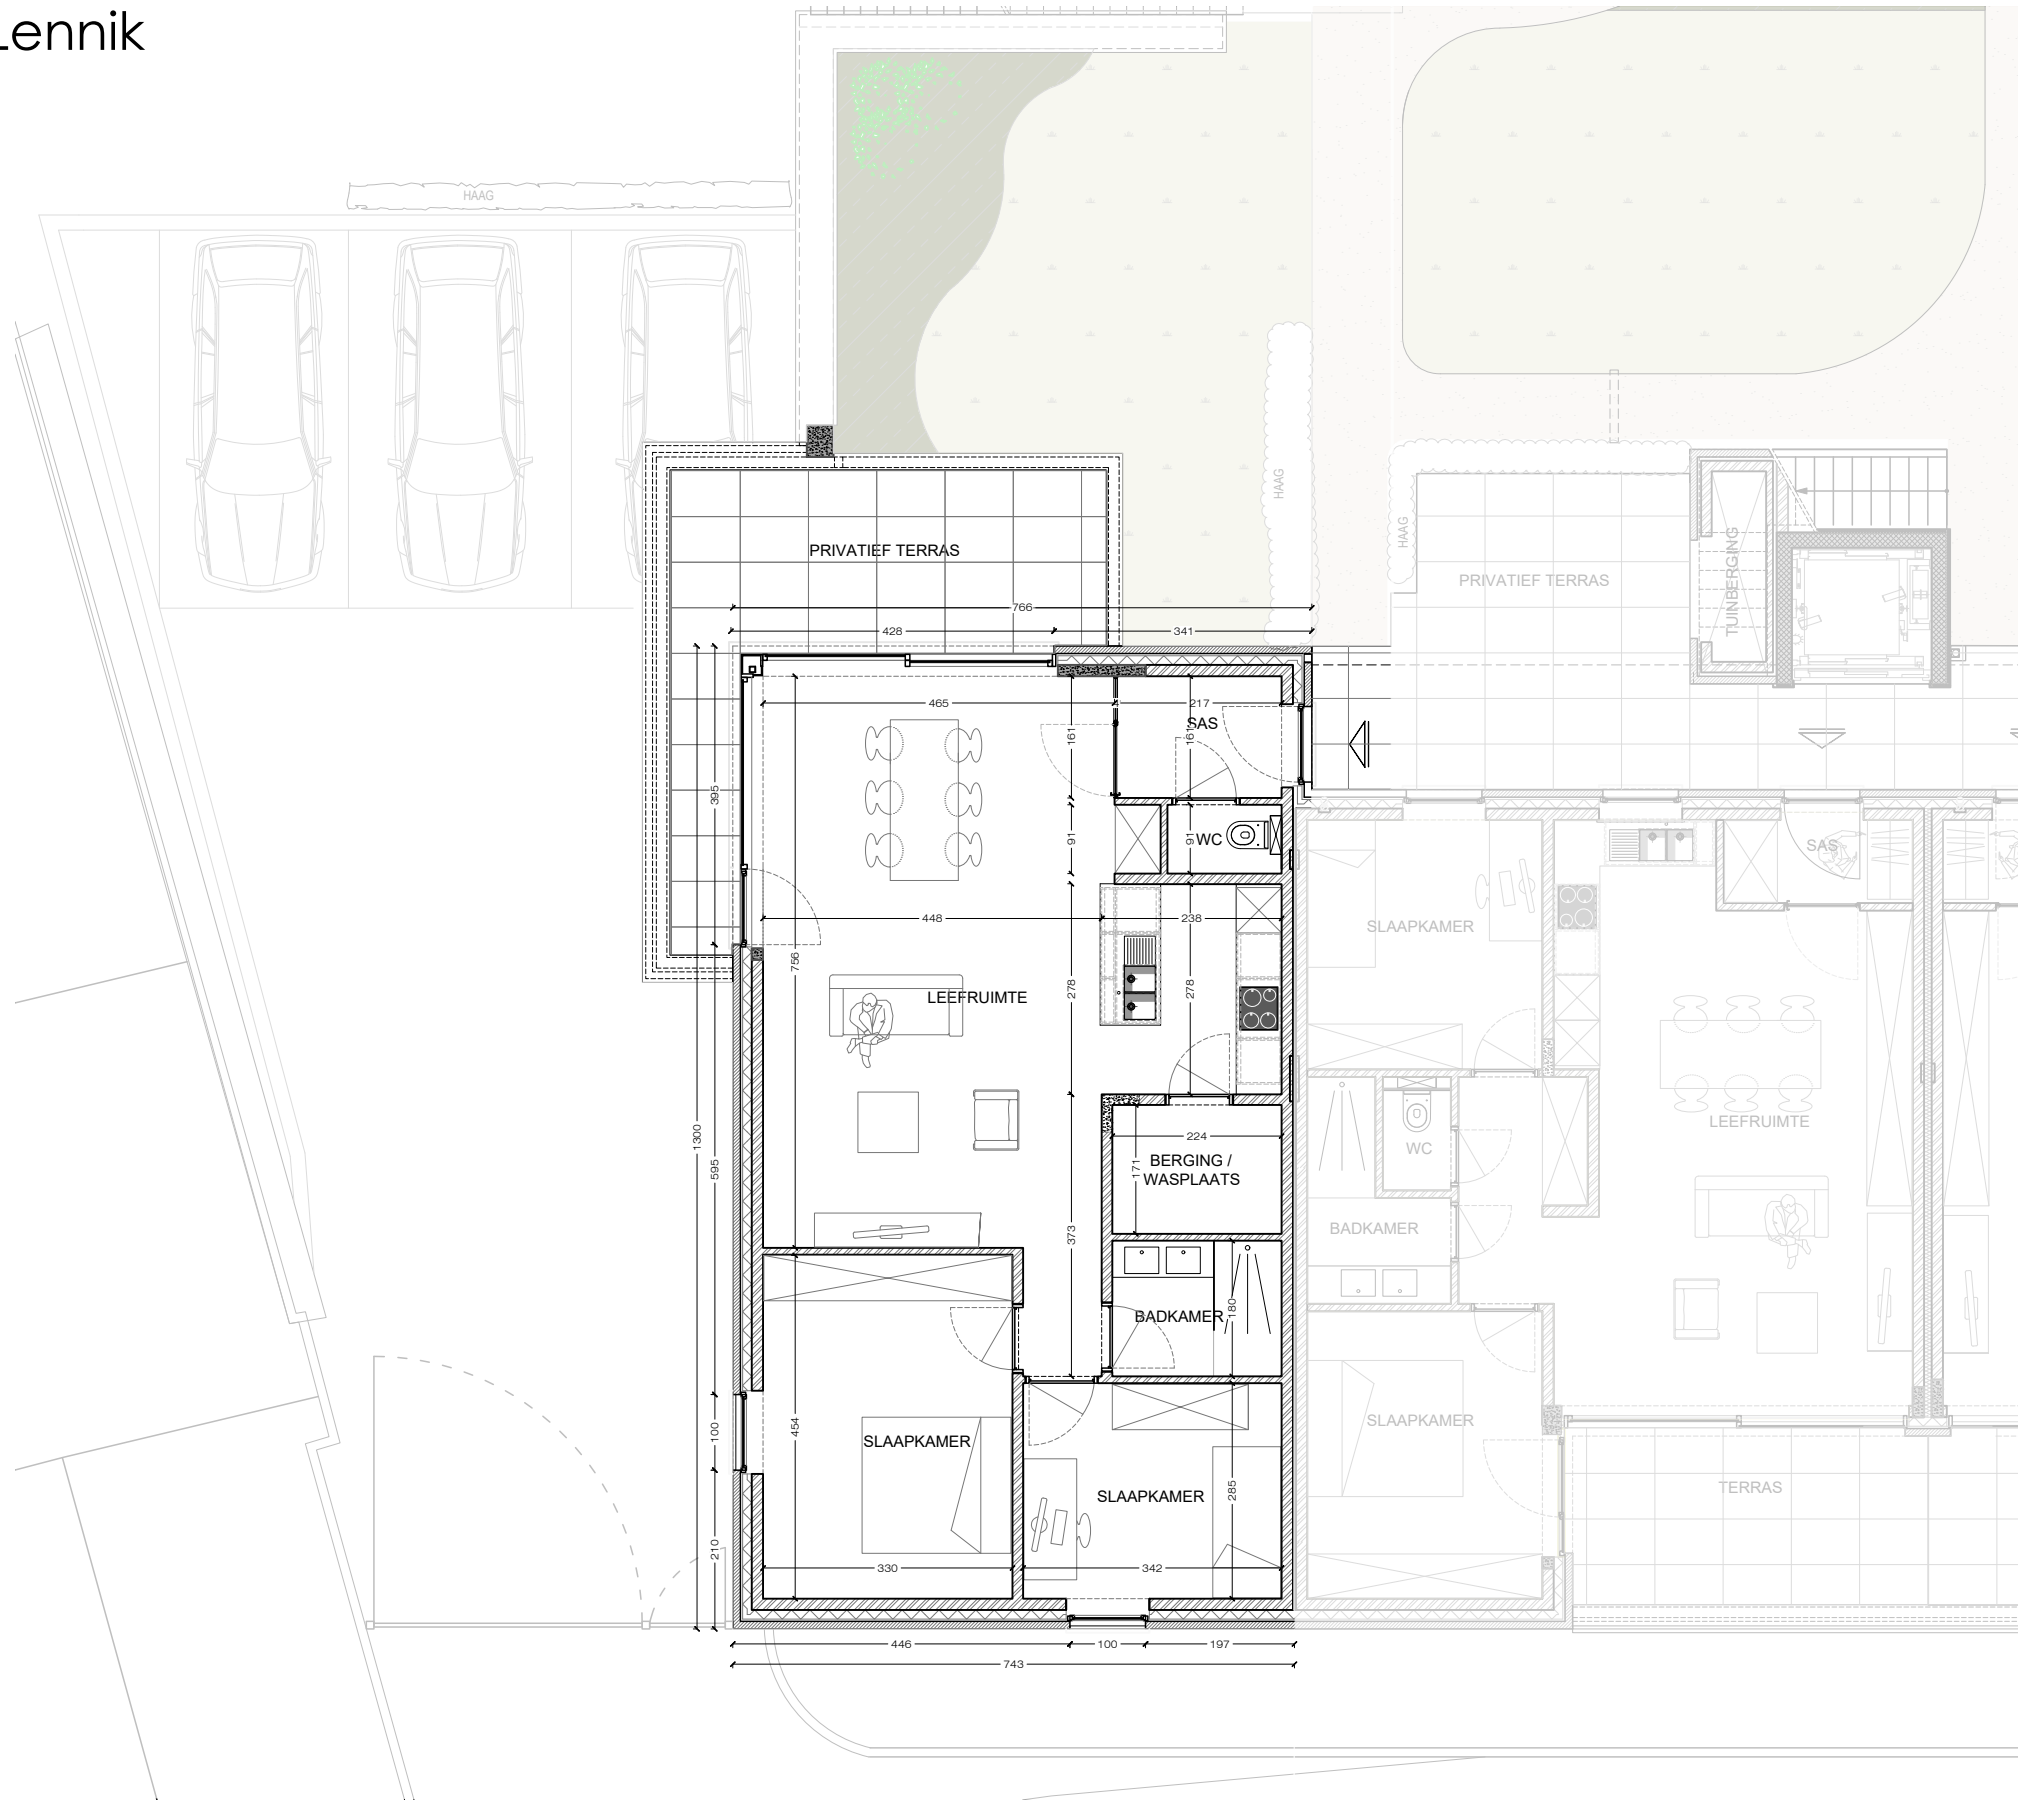 Lennik
HAAG
HAAG
HAAG
PRIVATIEF TERRAS
PRIVATIEF TERRAS
TUINBERGING
766
428
341
465
4
217
SAS
161
161
395
91
91
WC
SAS
448
238
SLAAPKAMER
756
278
278
LEEFRUIMTE
1300
595
224
171
BERGING /
WASPLAATS
WC
LEEFRUIMTE
373
BADKAMER
180
BADKAMER
454
100
SLAAPKAMER
SLAAPKAMER
285
SLAAPKAMER
TERRAS
210
330
342
446
100
197
743